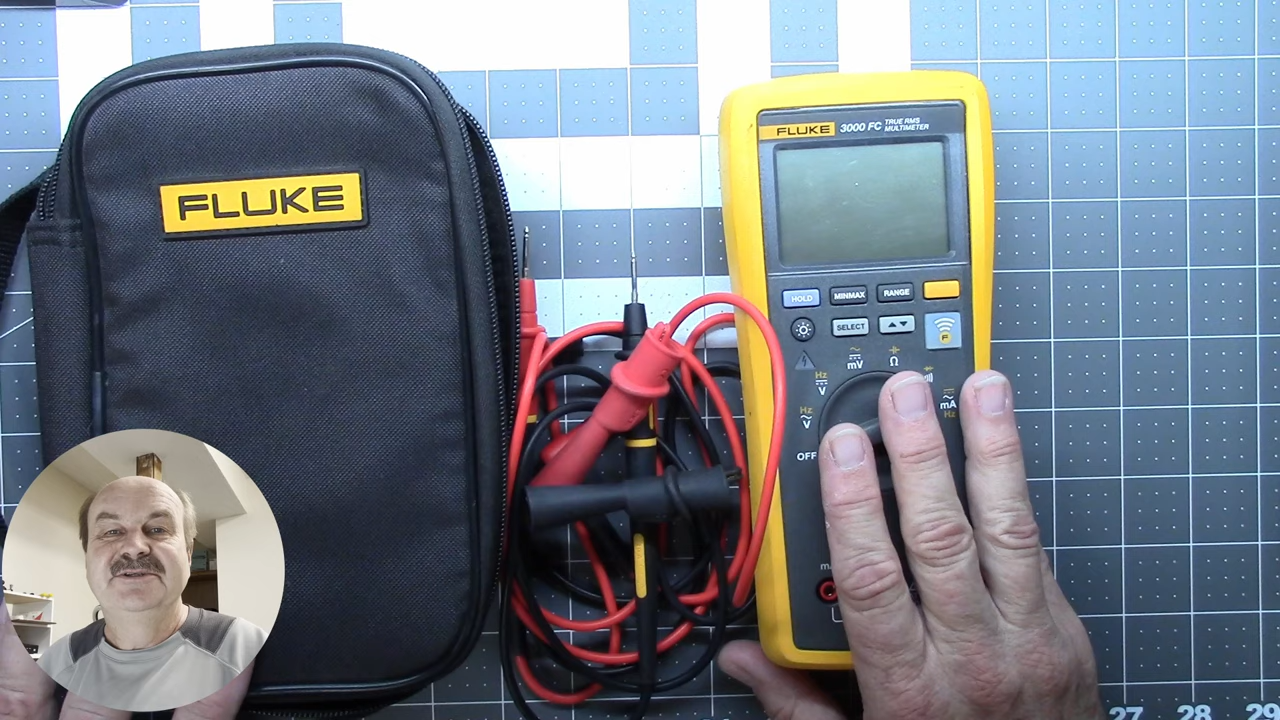 FLUKE
FLUKE 3000 FC TRUE RMS
MULTIMETER
HOLD MINMAX RANGE
SELECT
F
mV Ω
Hz
V
mA
Hz
Hz
V
OFF
27 28 29